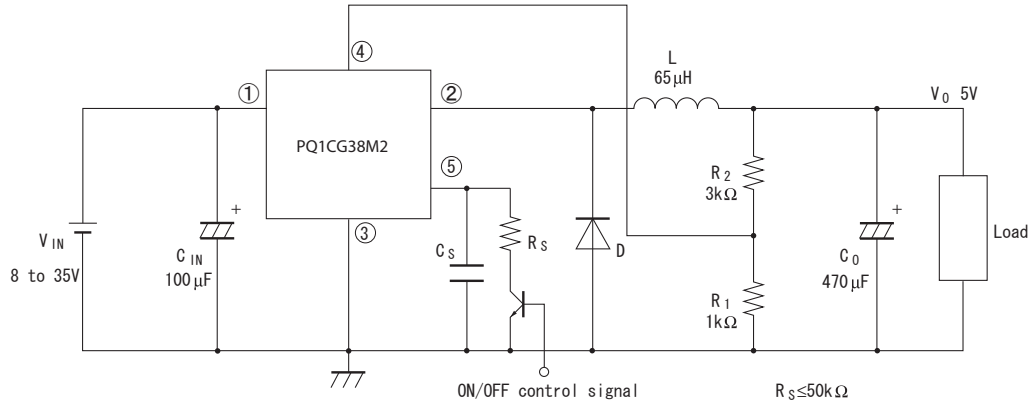 ④
L
65μH
①
②
V₀ 5V
PQ1CG38M2
⑤
R₂
3kΩ
③
V_IN
8 to 35V
+
C_IN
100μF
C_S
R_S
D
+
C₀
470μF
Load
R₁
1kΩ
ON/OFF control signal
R_S≤50kΩ